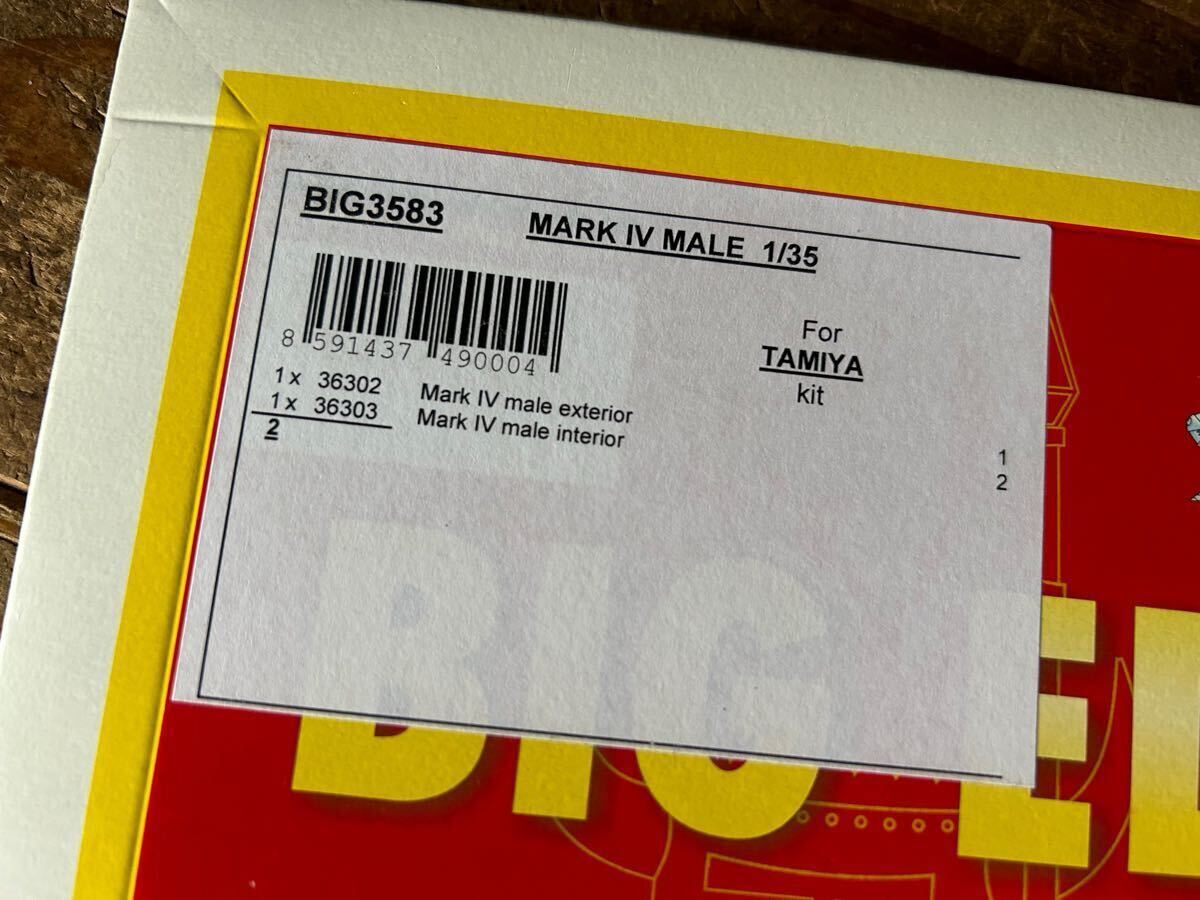 BIG3583 MARK IV MALE 1/35
8 591437 490004
For
TAMIYA
kit
1x 36302 Mark IV male exterior
1x 36303 Mark IV male interior
2
1
2
BIG E